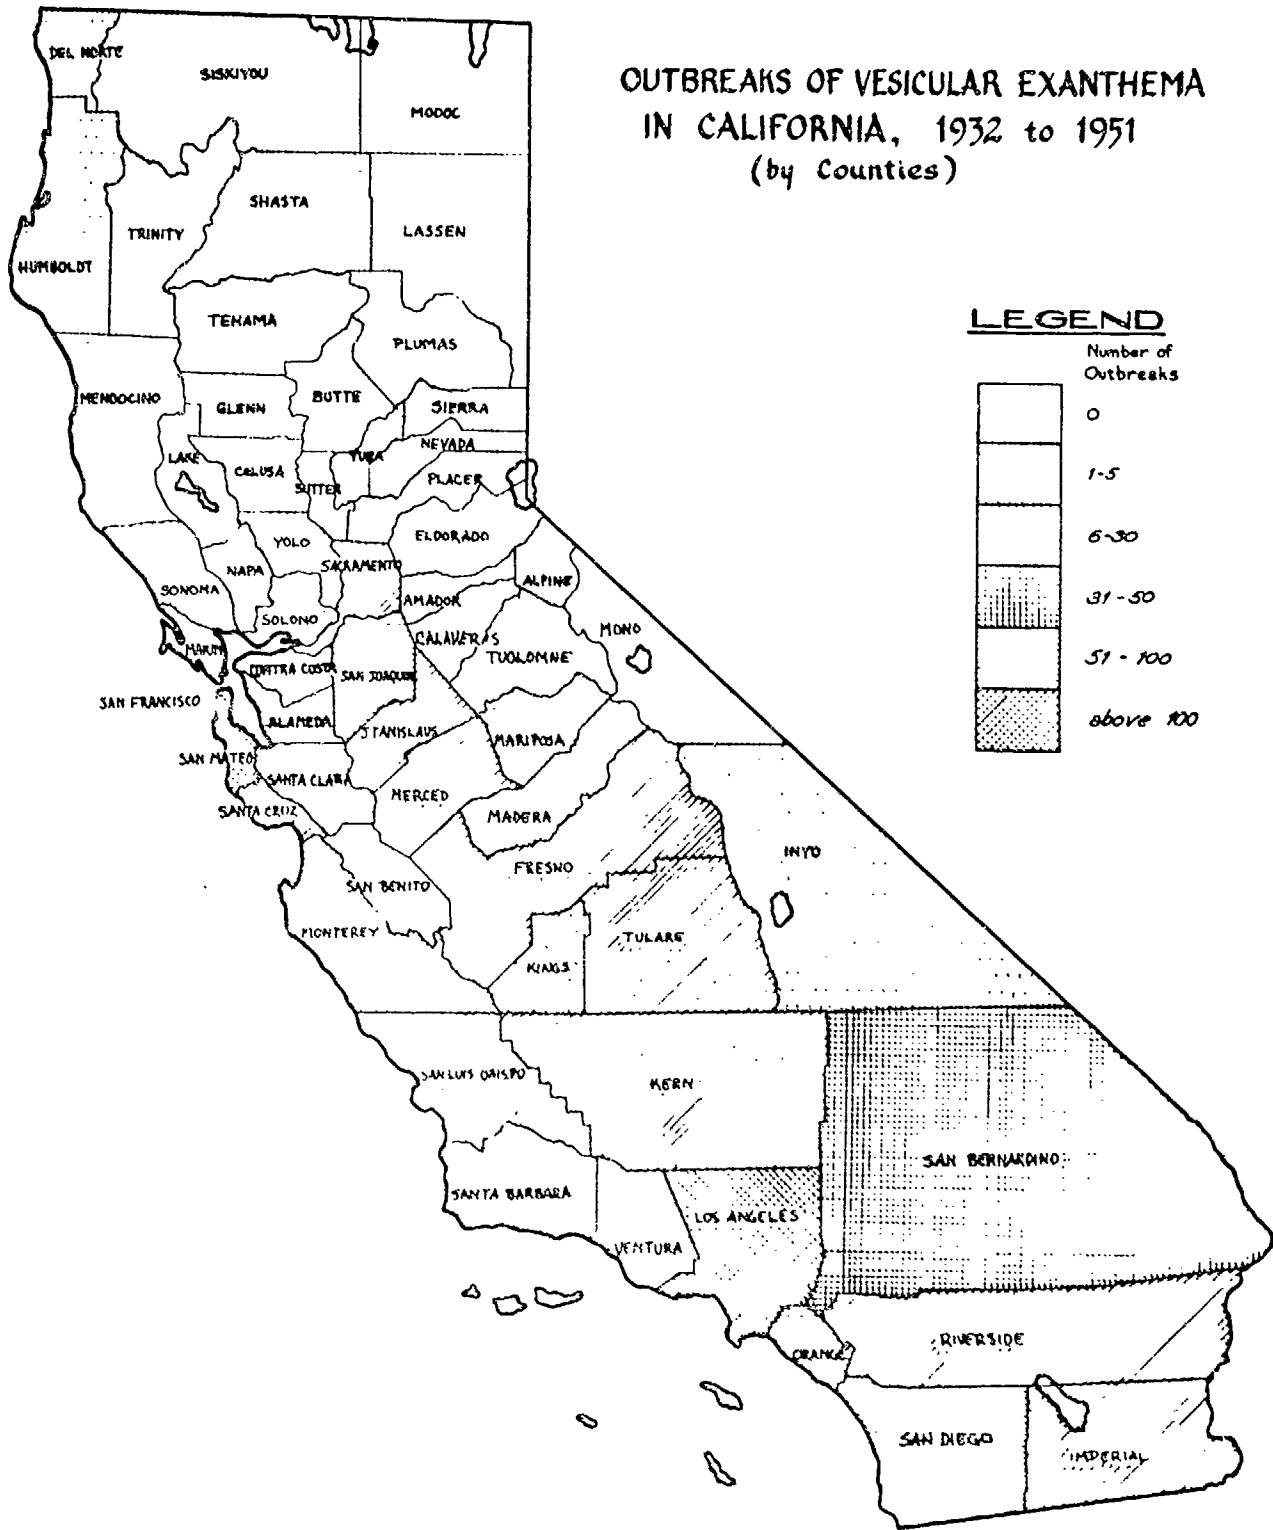 OUTBREAKS OF VESICULAR EXANTHEMA
IN CALIFORNIA, 1932 to 1951
(by Counties)
LEGEND
Number of
Outbreaks
0
1-5
6-30
31-50
51-100
above 100
DEL NORTE
SISKIYOU
MODOC
SHASTA
TRINITY
LASSEN
HUMBOLDT
TEHAMA
PLUMAS
MENDOCINO
GLENN
BUTTE
SIERRA
NEVADA
LAKE
COLUSA
YUBA
SUTTER
PLACER
YOLO
ELDORADO
SACRAMENTO
NAPA
SONOMA
ALPINE
AMADOR
SOLONO
MONO
CALAVERAS
MARIN
TUOLOMNE
CONTRA COSTA
SAN JOAQUIN
SAN FRANCISCO
ALAMEDA
STANISLAUS
MARIPOSA
SAN MATEO
SANTA CLARA
MERCED
SANTA CRUZ
MADERA
INYO
FRESNO
SAN BENITO
MONTEREY
TULARE
KINGS
SAN LUIS OBISPO
KERN
SAN BERNARDINO
SANTA BARBARA
LOS ANGELES
VENTURA
RIVERSIDE
ORANGE
SAN DIEGO
IMPERIAL